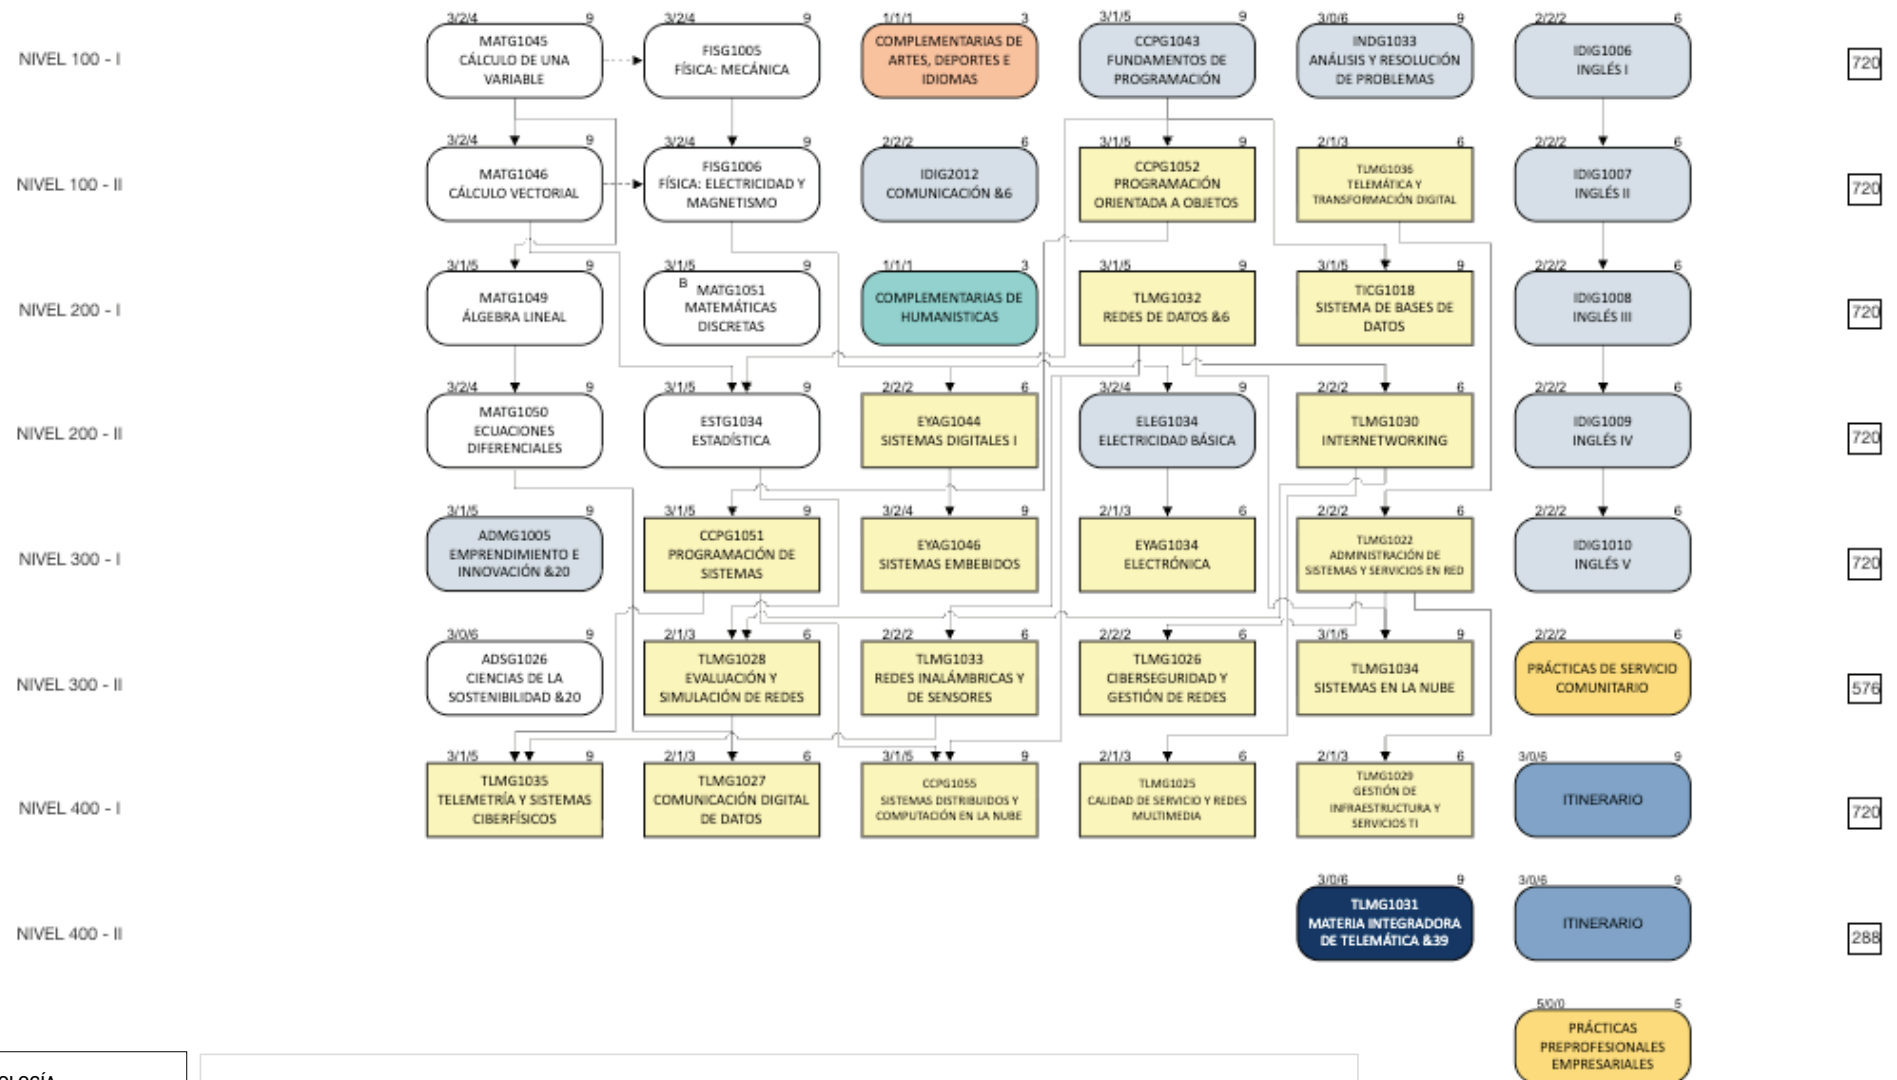 3/2/4 9 3/2/4 9 1/1/1 3 3/1/5 9 3/0/6 9 2/2/2 6
NIVEL 100 - I
MATG1045
CÁLCULO DE UNA
VARIABLE
FISG1005
FÍSICA: MECÁNICA
COMPLEMENTARIAS DE
ARTES, DEPORTES E
IDIOMAS
CCPG1043
FUNDAMENTOS DE
PROGRAMACIÓN
INDG1033
ANÁLISIS Y RESOLUCIÓN
DE PROBLEMAS
IDIG1006
INGLÉS I
720
3/2/4 9 3/2/4 9 2/2/2 6 3/1/5 9 2/1/3 6 2/2/2 6
NIVEL 100 - II
MATG1046
CÁLCULO VECTORIAL
FISG1006
FÍSICA: ELECTRICIDAD Y
MAGNETISMO
IDIG2012
COMUNICACIÓN &6
CCPG1052
PROGRAMACIÓN
ORIENTADA A OBJETOS
TLMG1036
TELEMÁTICA Y
TRANSFORMACIÓN DIGITAL
IDIG1007
INGLÉS II
720
3/1/5 9 3/1/5 9 1/1/1 3 3/1/5 9 3/1/5 9 2/2/2 6
NIVEL 200 - I
MATG1049
ÁLGEBRA LINEAL
B
MATG1051
MATEMÁTICAS
DISCRETAS
COMPLEMENTARIAS DE
HUMANISTICAS
TLMG1032
REDES DE DATOS &6
TICG1018
SISTEMA DE BASES DE
DATOS
IDIG1008
INGLÉS III
720
3/2/4 9 3/1/5 9 2/2/2 6 3/2/4 9 2/2/2 6 2/2/2 6
NIVEL 200 - II
MATG1050
ECUACIONES
DIFERENCIALES
ESTG1034
ESTADÍSTICA
EYAG1044
SISTEMAS DIGITALES I
ELEG1034
ELECTRICIDAD BÁSICA
TLMG1030
INTERNETWORKING
IDIG1009
INGLÉS IV
720
3/1/5 9 3/1/5 9 3/2/4 9 2/1/3 6 2/2/2 6 2/2/2 6
NIVEL 300 - I
ADMG1005
EMPRENDIMIENTO E
INNOVACIÓN &20
CCPG1051
PROGRAMACIÓN DE
SISTEMAS
EYAG1046
SISTEMAS EMBEBIDOS
EYAG1034
ELECTRÓNICA
TLMG1022
ADMINISTRACIÓN DE
SISTEMAS Y SERVICIOS EN RED
IDIG1010
INGLÉS V
720
3/0/6 9 2/1/3 6 2/2/2 6 2/2/2 6 3/1/5 9 2/2/2 6
NIVEL 300 - II
ADSG1026
CIENCIAS DE LA
SOSTENIBILIDAD &20
TLMG1028
EVALUACIÓN Y
SIMULACIÓN DE REDES
TLMG1033
REDES INALÁMBRICAS Y
DE SENSORES
TLMG1026
CIBERSEGURIDAD Y
GESTIÓN DE REDES
TLMG1034
SISTEMAS EN LA NUBE
PRÁCTICAS DE SERVICIO
COMUNITARIO
576
3/1/5 9 2/1/3 6 3/1/5 9 2/1/3 6 2/1/3 6 3/0/6 9
NIVEL 400 - I
TLMG1035
TELEMETRÍA Y SISTEMAS
CIBERFÍSICOS
TLMG1027
COMUNICACIÓN DIGITAL
DE DATOS
CCPG1055
SISTEMAS DISTRIBUIDOS Y
COMPUTACIÓN EN LA NUBE
TLMG1025
CALIDAD DE SERVICIO Y REDES
MULTIMEDIA
TLMG1029
GESTIÓN DE
INFRAESTRUCTURA Y
SERVICIOS TI
ITINERARIO
720
3/0/6 9 3/0/6 9
NIVEL 400 - II
TLMG1031
MATERIA INTEGRADORA
DE TELEMÁTICA &39
ITINERARIO
288
5/0/0 5
PRÁCTICAS
PREPROFESIONALES
EMPRESARIALES